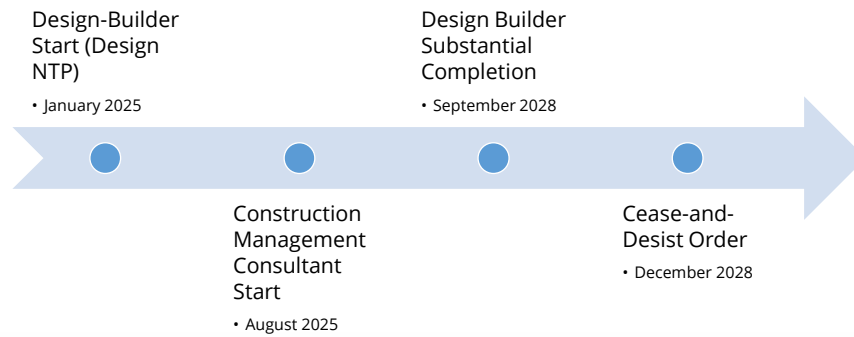 Design-Builder
Start (Design
NTP)
• January 2025
Construction
Management
Consultant
Start
• August 2025
Design Builder
Substantial
Completion
• September 2028
Cease-and-
Desist Order
• December 2028